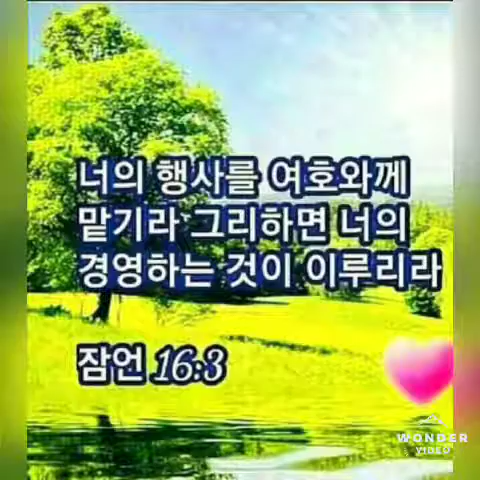 너의 행사를 여호와께
맡기라 그리하면 너의
경영하는 것이 이루리라
잠언 16:3
WONDER
VIDEO